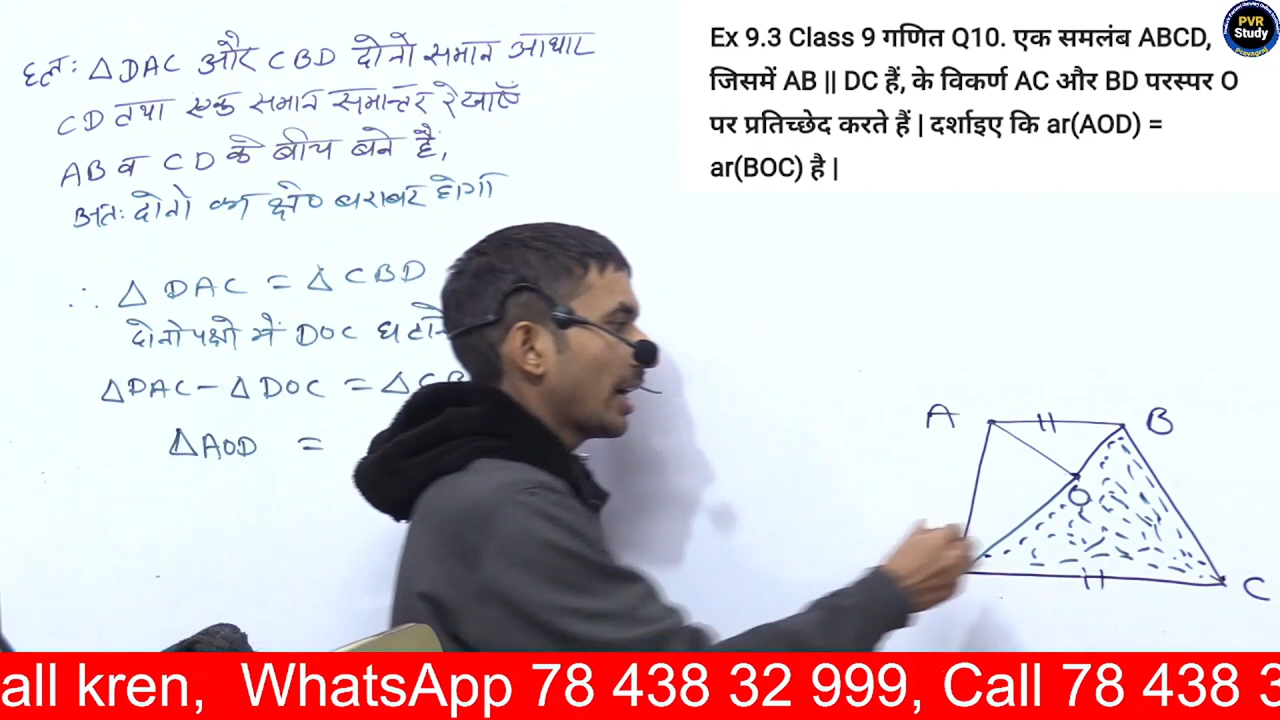 हल: △DAC और CBD दोनो समान आधार
CD तथा एक समान समान्तर रेखाएँ
AB व CD के बीच बने है,
अतः दोनो का क्षे० बराबर होगा
∴ △ DAC = △ CBD
दोनो पक्षो में DOC घटाने
△DAC - △DOC = △CB
△AOD =
Ex 9.3 Class 9 गणित Q10. एक समलंब ABCD,
जिसमें AB || DC हैं, के विकर्ण AC और BD परस्पर O
पर प्रतिच्छेद करते हैं | दर्शाइए कि ar(AOD) =
ar(BOC) है |
PVR
Study
A
B
O
C
all kren, WhatsApp 78 438 32 999, Call 78 438 3